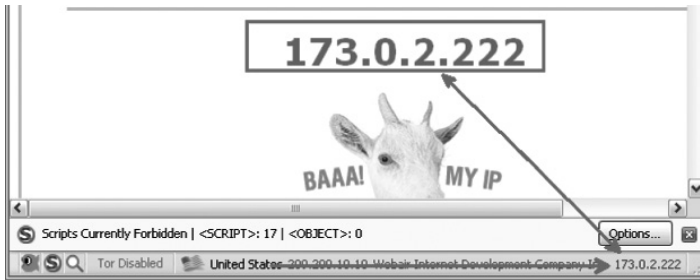 173.0.2.222
BAAA! MY IP
Scripts Currently Forbidden | <SCRIPT>: 17 | <OBJECT>: 0
Options...
Tor Disabled
United States 200.200.10.10 Webair Internet Development Company 173.0.2.222